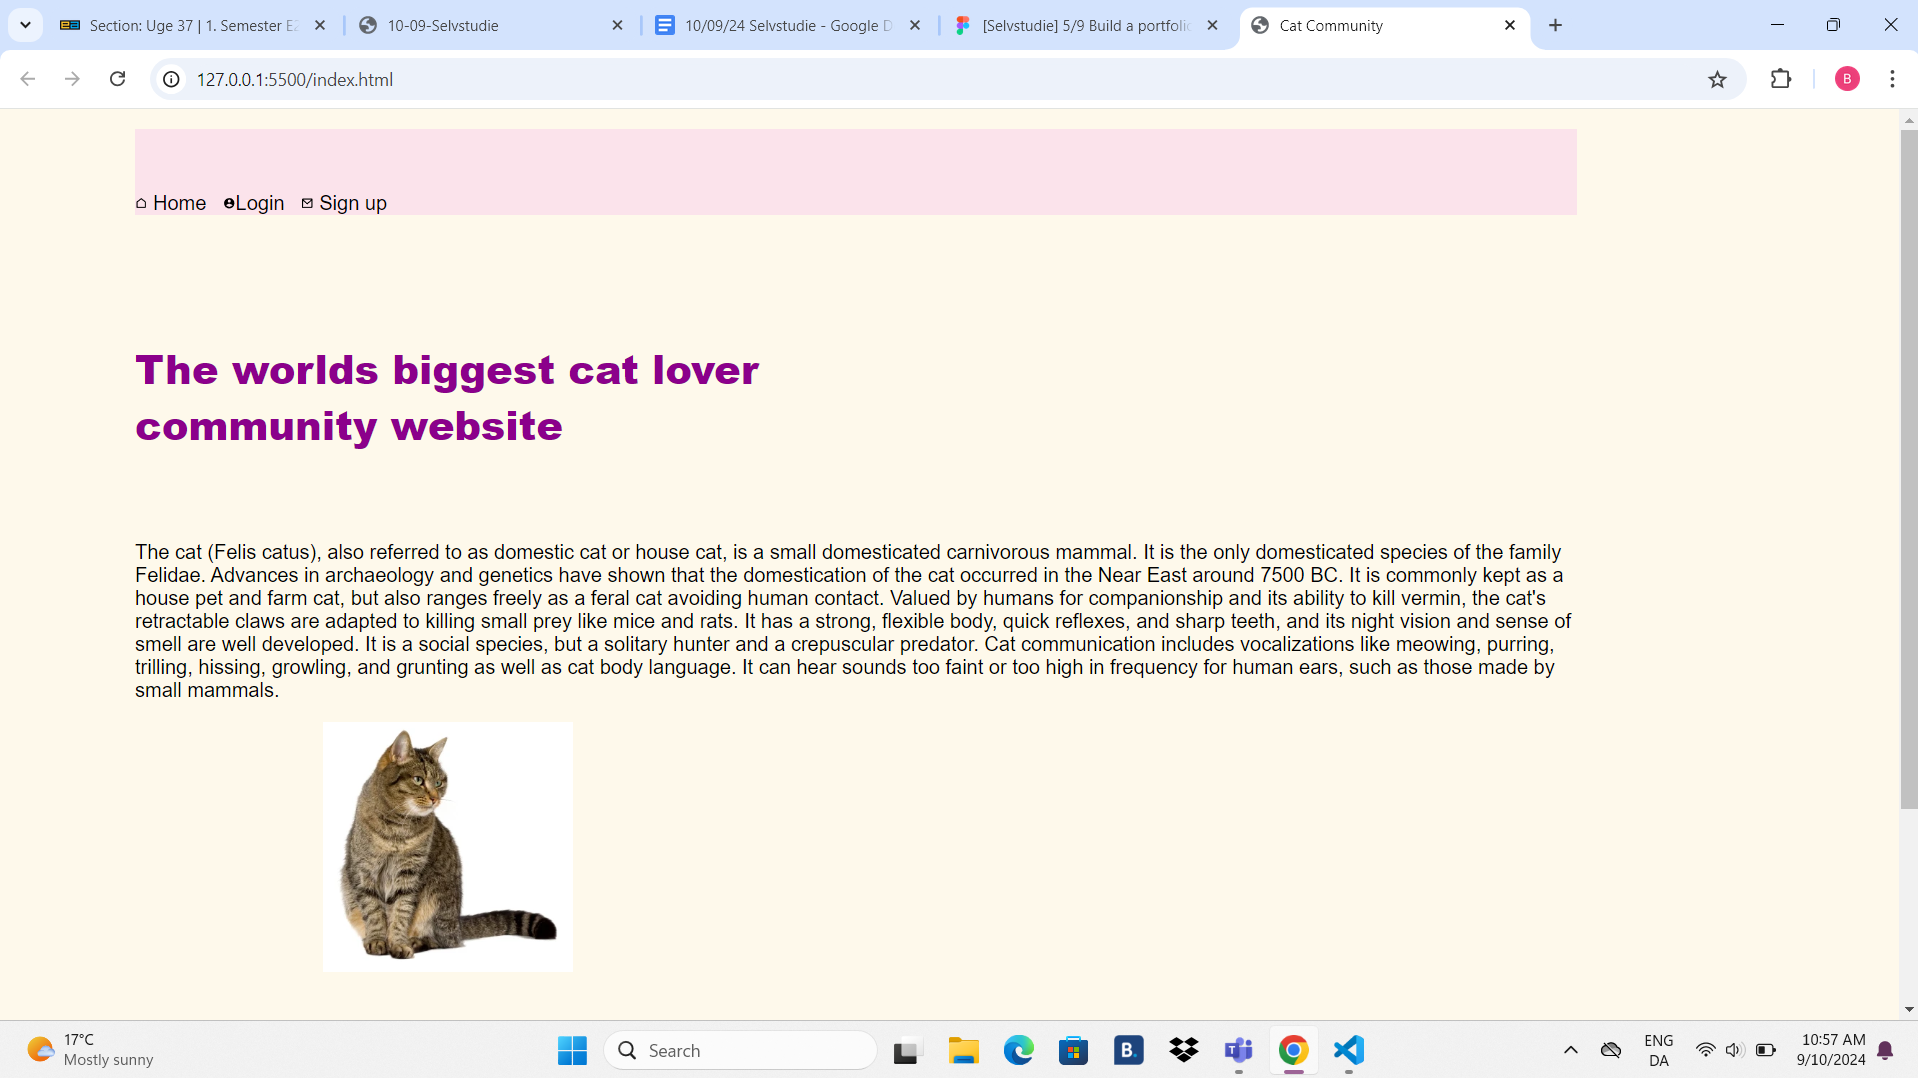 Section: Uge 37 | 1. Semester E2
10-09-Selvstudie
10/09/24 Selvstudie - Google D
[Selvstudie] 5/9 Build a portfolio
Cat Community
127.0.0.1:5500/index.html
B
Home Login Sign up
The worlds biggest cat lover
community website
The cat (Felis catus), also referred to as domestic cat or house cat, is a small domesticated carnivorous mammal. It is the only domesticated species of the family
Felidae. Advances in archaeology and genetics have shown that the domestication of the cat occurred in the Near East around 7500 BC. It is commonly kept as a
house pet and farm cat, but also ranges freely as a feral cat avoiding human contact. Valued by humans for companionship and its ability to kill vermin, the cat's
retractable claws are adapted to killing small prey like mice and rats. It has a strong, flexible body, quick reflexes, and sharp teeth, and its night vision and sense of
smell are well developed. It is a social species, but a solitary hunter and a crepuscular predator. Cat communication includes vocalizations like meowing, purring,
trilling, hissing, growling, and grunting as well as cat body language. It can hear sounds too faint or too high in frequency for human ears, such as those made by
small mammals.
17°C
Mostly sunny
Search
B.
ENG
DA
10:57 AM
9/10/2024